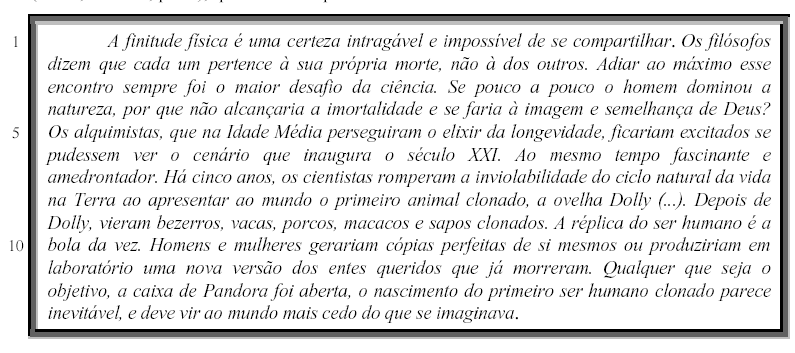 1 A finitude física é uma certeza intragável e impossível de se compartilhar. Os filósofos
dizem que cada um pertence à sua própria morte, não à dos outros. Adiar ao máximo esse
encontro sempre foi o maior desafio da ciência. Se pouco a pouco o homem dominou a
natureza, por que não alcançaria a imortalidade e se faria à imagem e semelhança de Deus?
5 Os alquimistas, que na Idade Média perseguiram o elixir da longevidade, ficariam excitados se
pudessem ver o cenário que inaugura o século XXI. Ao mesmo tempo fascinante e
amedrontador. Há cinco anos, os cientistas romperam a inviolabilidade do ciclo natural da vida
na Terra ao apresentar ao mundo o primeiro animal clonado, a ovelha Dolly (...). Depois de
Dolly, vieram bezerros, vacas, porcos, macacos e sapos clonados. A réplica do ser humano é a
10 bola da vez. Homens e mulheres gerariam cópias perfeitas de si mesmos ou produziriam em
laboratório uma nova versão dos entes queridos que já morreram. Qualquer que seja o
objetivo, a caixa de Pandora foi aberta, o nascimento do primeiro ser humano clonado parece
inevitável, e deve vir ao mundo mais cedo do que se imaginava.